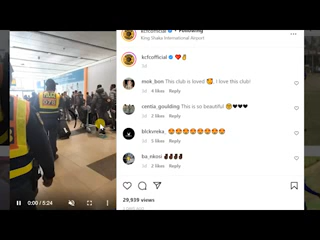 kcfcofficial • Following
King Shaka International Airport
kcfcofficial ❤️✌️
3d
mok_bon This club is loved 🥰. I love this club!
3d 4 likes Reply
centia_goulding This is so beautiful 🥺🖤🖤🖤
3d 2 likes Reply
blckvreka_ 😍😍😍😍😍😍😍
3d 5 likes Reply
ba_nkosi
3d 2 likes Reply
29,939 views
0:00 / 5:24